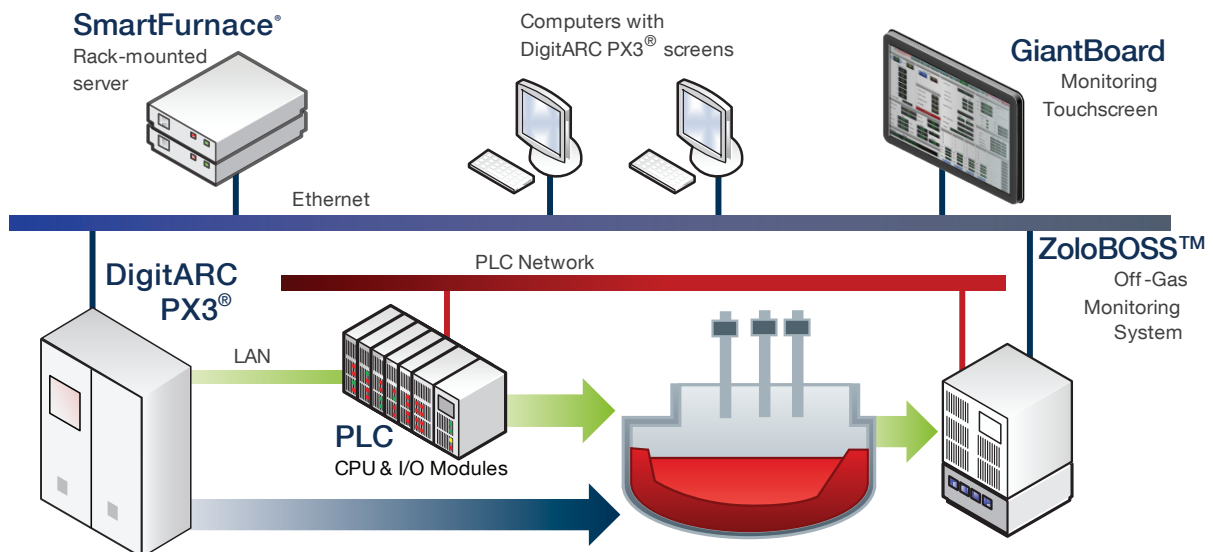 SmartFurnace®
Rack-mounted
server
Computers with
DigitARC PX3® screens
GiantBoard
Monitoring
Touchscreen
Ethernet
DigitARC
PX3®
PLC Network
ZoloBOSS™
Off-Gas
Monitoring
System
LAN
PLC
CPU & I/O Modules